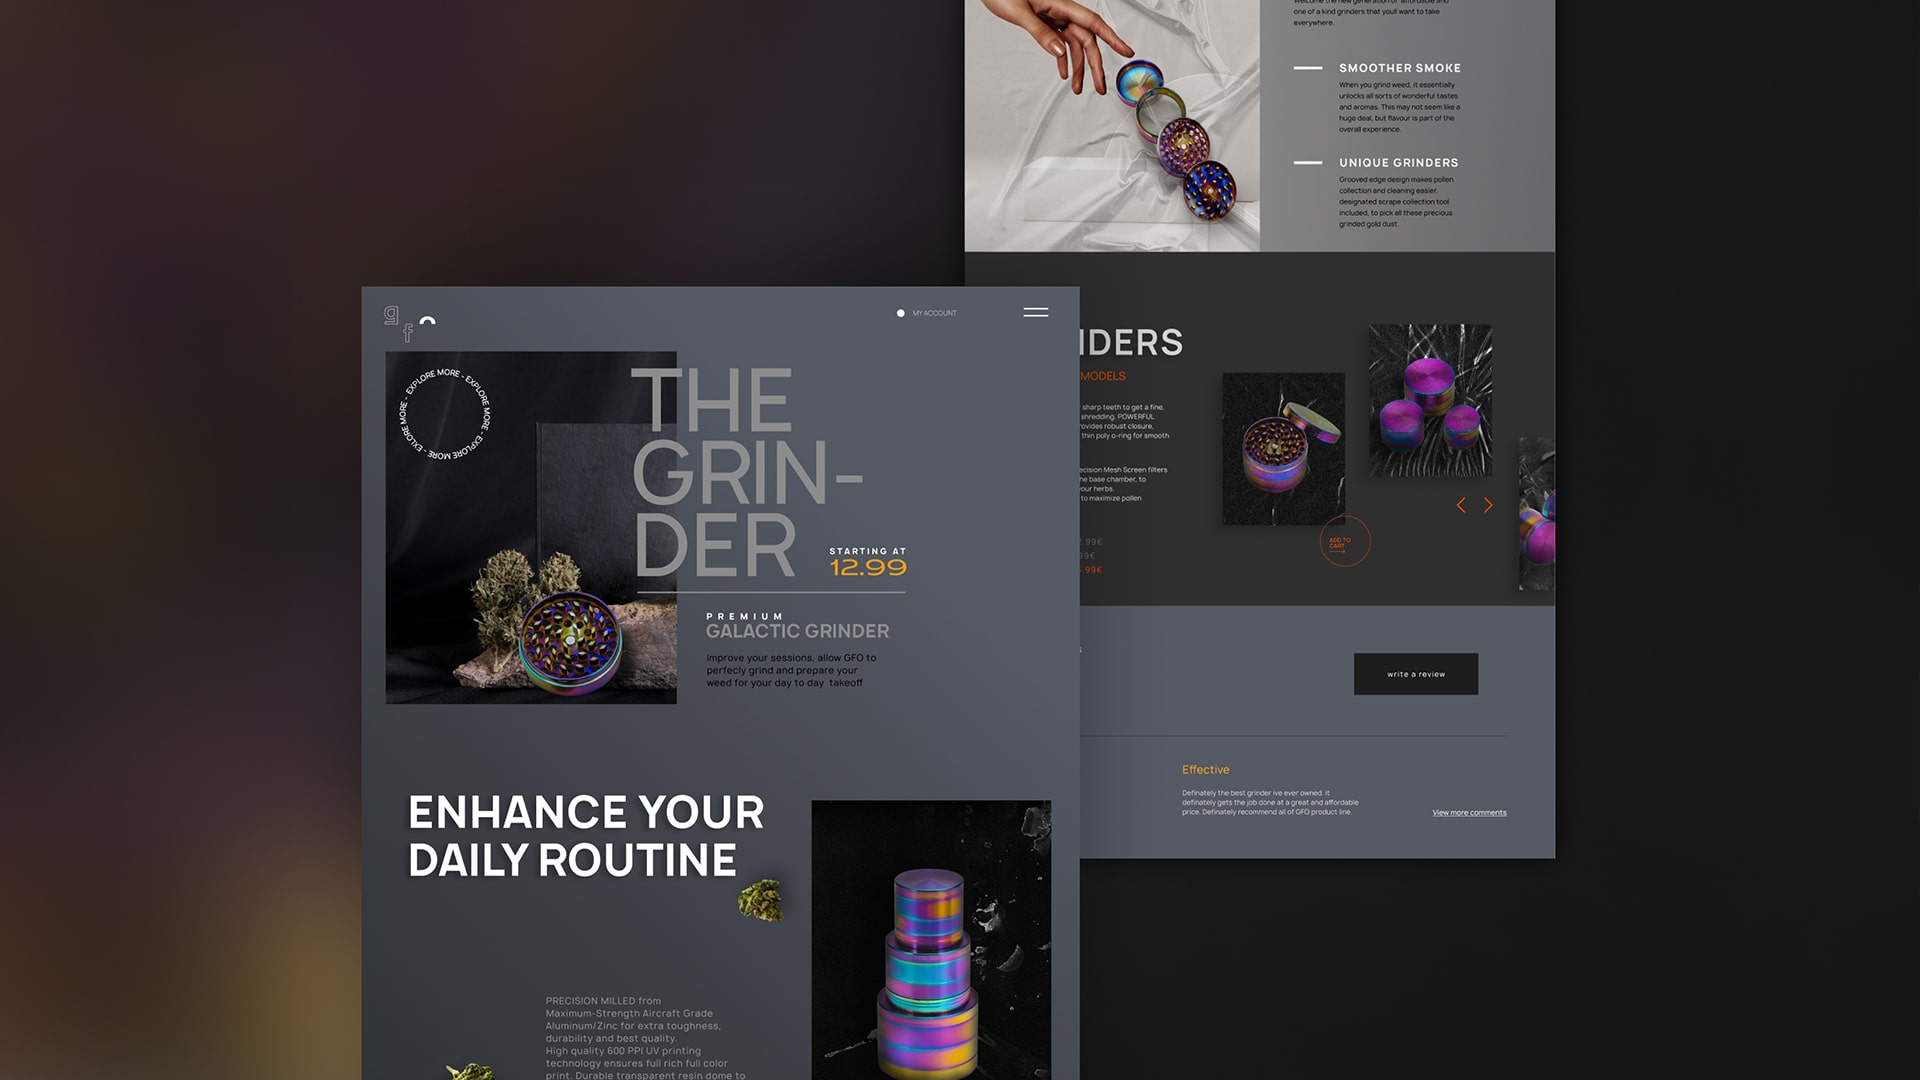 g
f
MY ACCOUNT
EXPLORE MORE - EXPLORE MORE - EXPLORE MORE - EXLORE MORE -
THE
GRIN-
DER
STARTING AT
12.99
PREMIUM
GALACTIC GRINDER
Improve your sessions, allow GFO to
perfecly grind and prepare your
weed for your day to day takeoff
ENHANCE YOUR
DAILY ROUTINE
PRECISION MILLED from
Maximum-Strength Aircraft Grade
Aluminum/Zinc for extra toughness,
durability and best quality.
High quality 600 PPI UV printing
technology ensures full rich full color
print. Durable transparent resin dome to
Welcome the new generation of affordable and
one of a kind grinders that youll want to take
everywhere.
SMOOTHER SMOKE
When you grind weed, it essentially
unlocks all sorts of wonderful tastes
and aromas. This may not seem like a
huge deal, but flavour is part of the
overall experience.
UNIQUE GRINDERS
Grooved edge design makes pollen
collection and cleaning easier.
designated scrape collection tool
included, to pick all these precious
grinded gold dust.
NDERS
MODELS
sharp teeth to get a fine,
shredding. POWERFUL
rovides robust closure,
thin poly o-ring for smooth
ecision Mesh Screen filters
he base chamber, to
our herbs.
to maximize pollen
2.99€
99€
.99€
ADD TO
CART
write a review
Effective
Definately the best grinder ive ever owned. it
definately gets the job done at a great and affordable
price. Definately recommend all of GFO product line.
View more comments